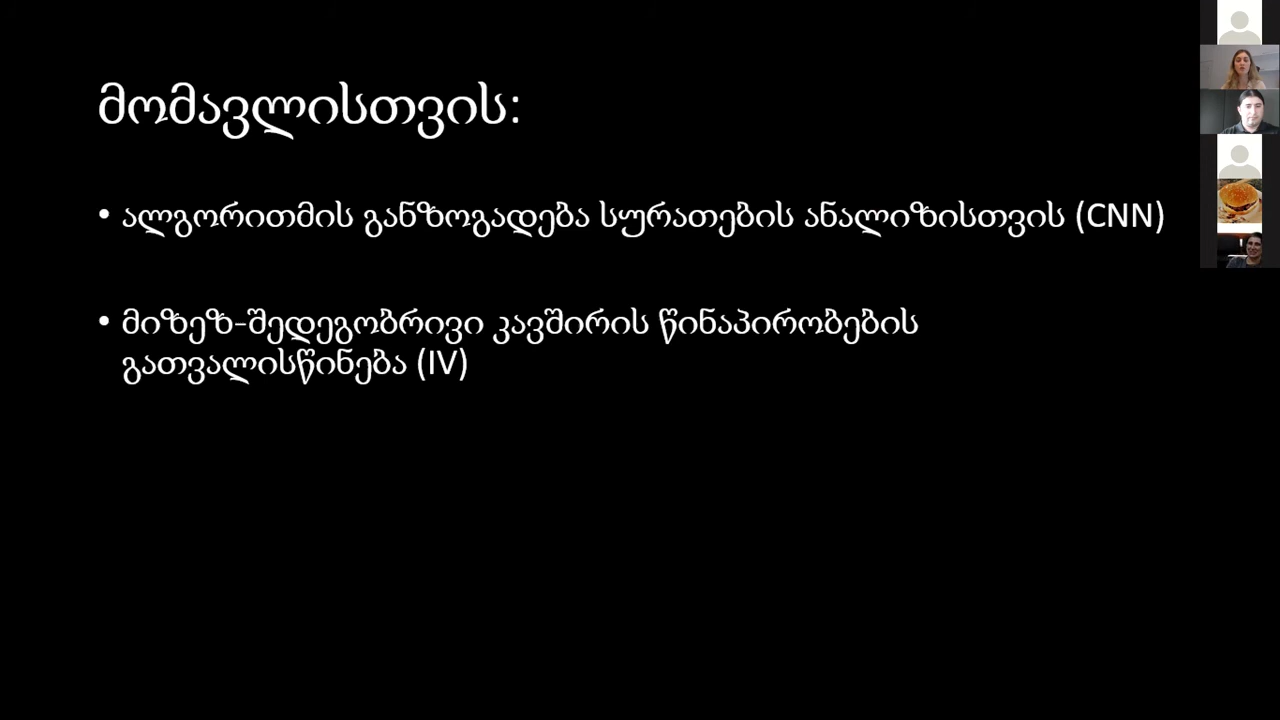 მომავლისთვის:
• ალგორითმის განზოგადება სურათების ანალიზისთვის (CNN)
• მიზეზ-შედეგობრივი კავშირის წინაპირობების
გათვალისწინება (IV)